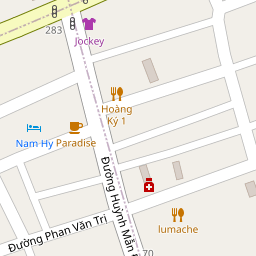 283
Jockey
Hoàng
Ký 1
Nam Hy
Paradise
Đường Huỳnh Mẫn
Đường Phan Văn Trị
lumache
70